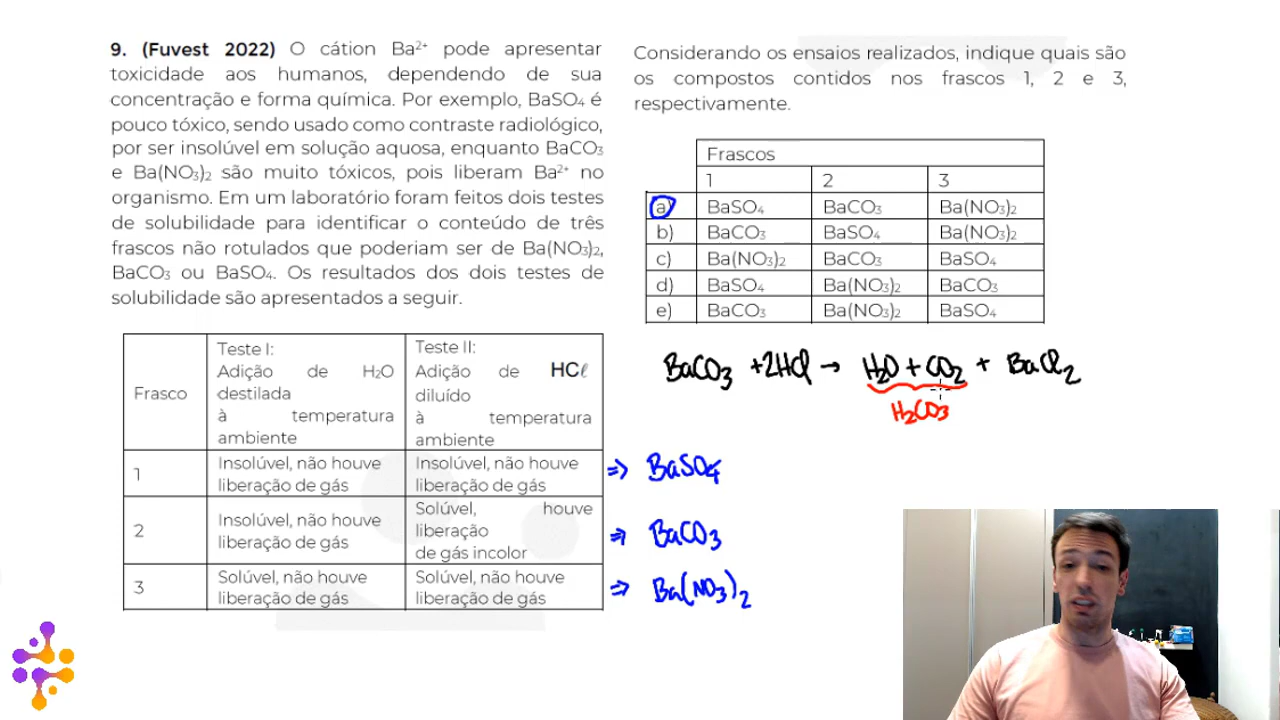 9. (Fuvest 2022) O cátion Ba²⁺ pode apresentar
toxicidade aos humanos, dependendo de sua
concentração e forma química. Por exemplo, BaSO₄ é
pouco tóxico, sendo usado como contraste radiológico,
por ser insolúvel em solução aquosa, enquanto BaCO₃
e Ba(NO₃)₂ são muito tóxicos, pois liberam Ba²⁺ no
organismo. Em um laboratório foram feitos dois testes
de solubilidade para identificar o conteúdo de três
frascos não rotulados que poderiam ser de Ba(NO₃)₂,
BaCO₃ ou BaSO₄. Os resultados dos dois testes de
solubilidade são apresentados a seguir.
Frasco
Teste I:
Adição de H₂O
destilada
à temperatura
ambiente
Teste II:
Adição de HCℓ
diluído
à temperatura
ambiente
1
Insolúvel, não houve
liberação de gás
Insolúvel, não houve
liberação de gás
⇒ BaSO₄
2
Insolúvel, não houve
liberação de gás
Solúvel, houve
liberação
de gás incolor
⇒ BaCO₃
3
Solúvel, não houve
liberação de gás
Solúvel, não houve
liberação de gás
⇒ Ba(NO₃)₂
Considerando os ensaios realizados, indique quais são
os compostos contidos nos frascos 1, 2 e 3,
respectivamente.
Frascos
1 2 3
a) BaSO₄ BaCO₃ Ba(NO₃)₂
b) BaCO₃ BaSO₄ Ba(NO₃)₂
c) Ba(NO₃)₂ BaCO₃ BaSO₄
d) BaSO₄ Ba(NO₃)₂ BaCO₃
e) BaCO₃ Ba(NO₃)₂ BaSO₄
BaCO₃ + 2HCl → H₂O + CO₂ + BaCl₂
H₂CO₃